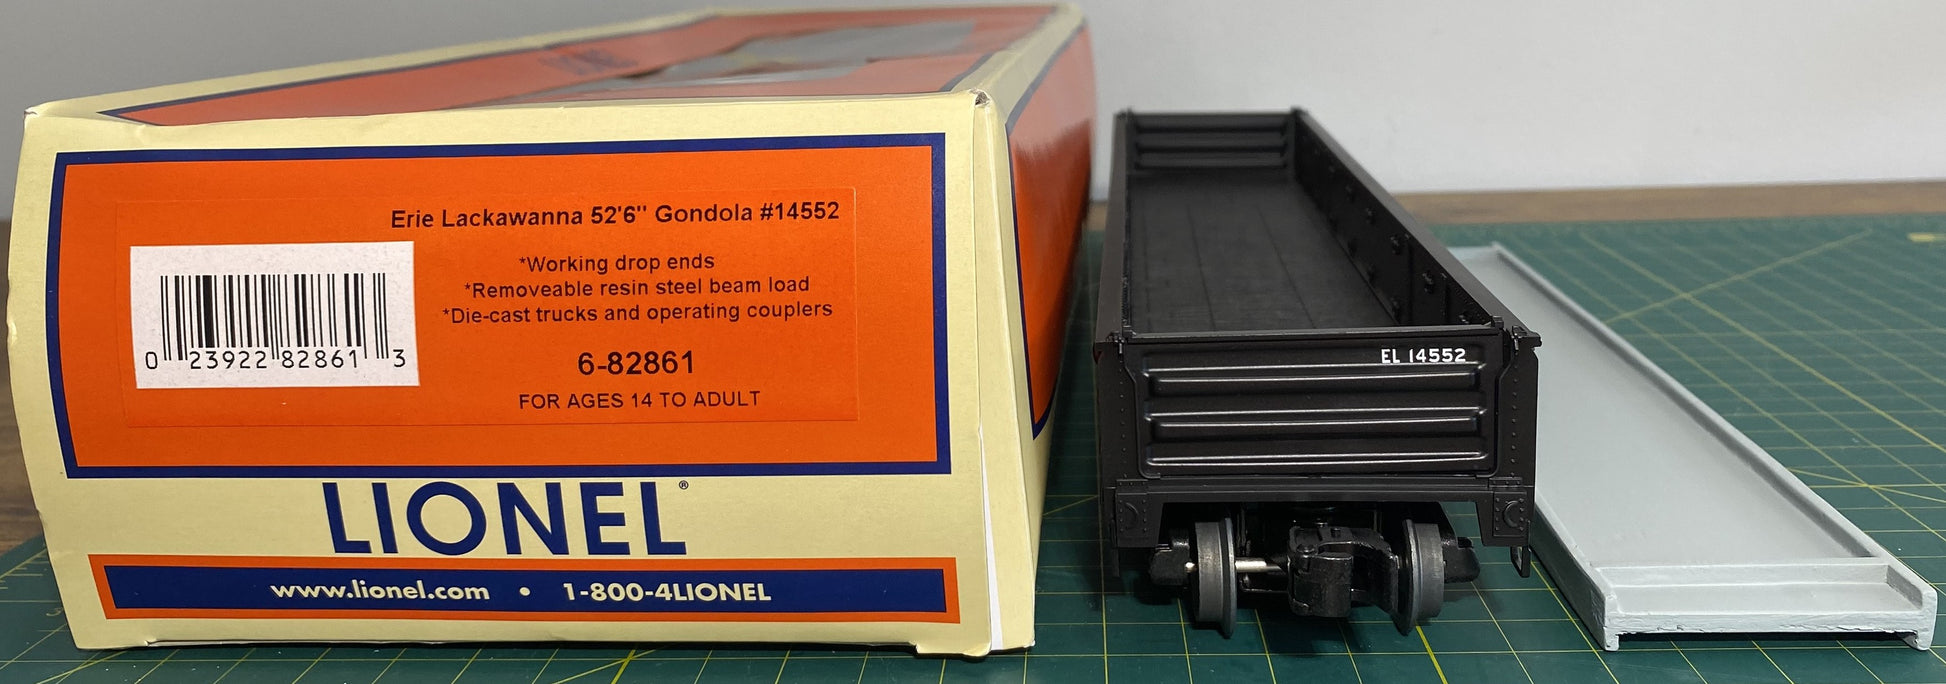 Erie Lackawanna 52'6" Gondola #14552
*Working drop ends
*Removeable resin steel beam load
*Die-cast trucks and operating couplers
0 23922 82861 3
6-82861
FOR AGES 14 TO ADULT
LIONEL®
www.lionel.com • 1-800-4LIONEL
EL 14552